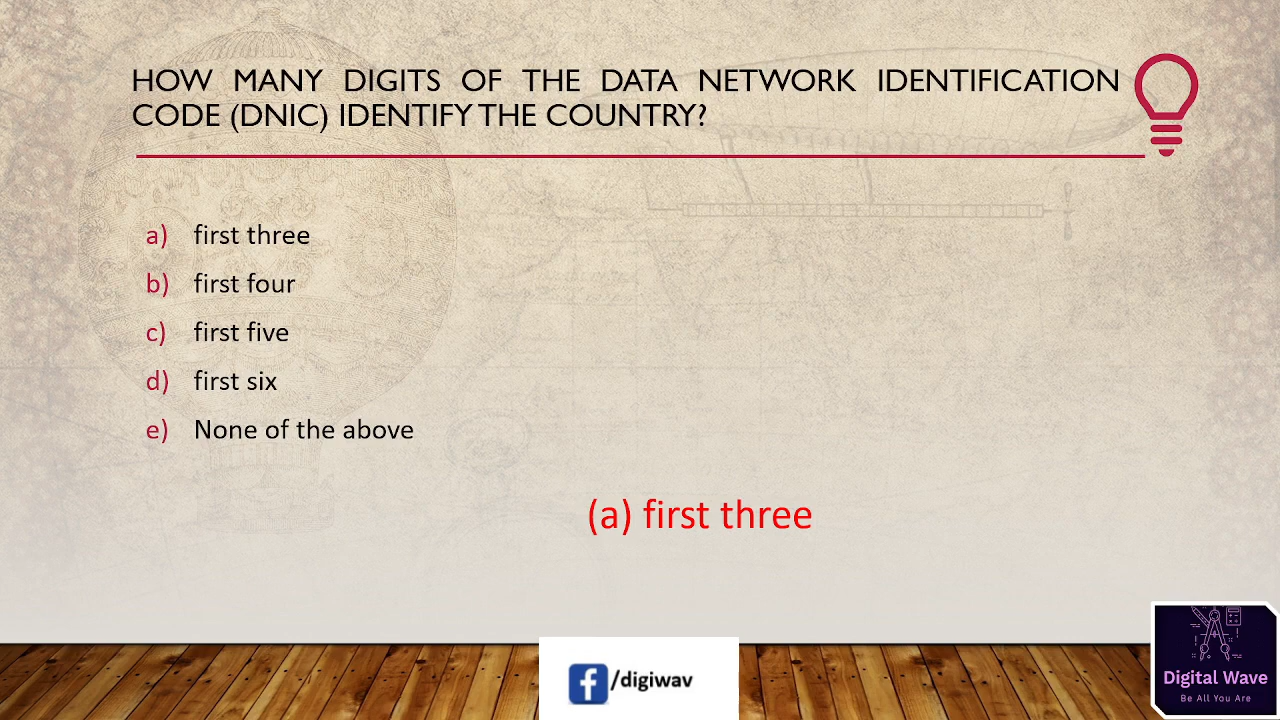 HOW MANY DIGITS OF THE DATA NETWORK IDENTIFICATION
CODE (DNIC) IDENTIFY THE COUNTRY?
a) first three
b) first four
c) first five
d) first six
e) None of the above
(a) first three
/digiwav
Digital Wave
Be All You Are